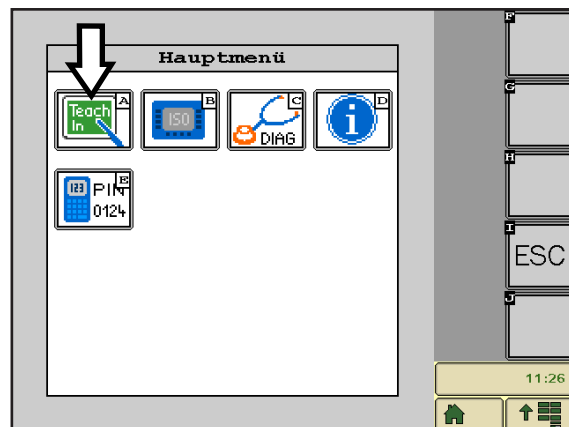 Hauptmenü
Teach In A
ISO B
DIAG C
i D
123 PIN 0124 E
F
G
H
I
ESC
J
11:26